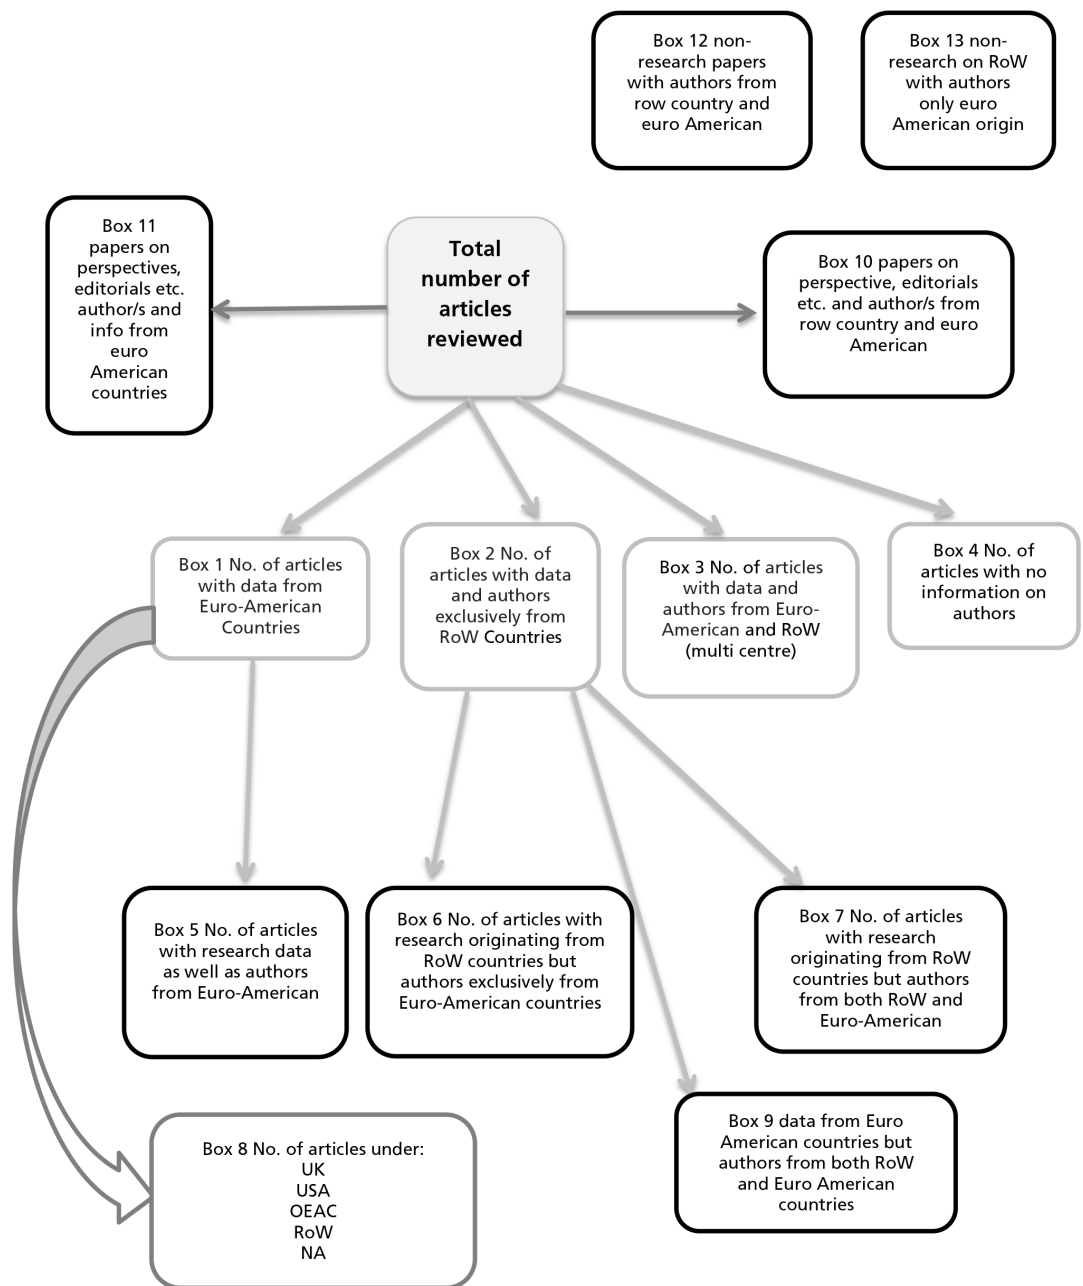 Box 12 non-
research papers
with authors from
row country and
euro American
Box 13 non-
research on RoW
with authors
only euro
American origin
Box 11
papers on
perspectives,
editorials etc.
author/s and
info from
euro
American
countries
Total
number of
articles
reviewed
Box 10 papers on
perspective, editorials
etc. and author/s from
row country and euro
American
Box 1 No. of articles
with data from
Euro-American
Countries
Box 2 No. of
articles with data
and authors
exclusively from
RoW Countries
Box 3 No. of articles
with data and
authors from Euro-
American and RoW
(multi centre)
Box 4 No. of
articles with no
information on
authors
Box 5 No. of articles
with research data
as well as authors
from Euro-American
Box 6 No. of articles with
research originating from
RoW countries but
authors exclusively from
Euro-American countries
Box 7 No. of articles
with research
originating from RoW
countries but authors
from both RoW and
Euro-American
Box 8 No. of articles under:
UK
USA
OEAC
RoW
NA
Box 9 data from Euro
American countries but
authors from both RoW
and Euro American
countries